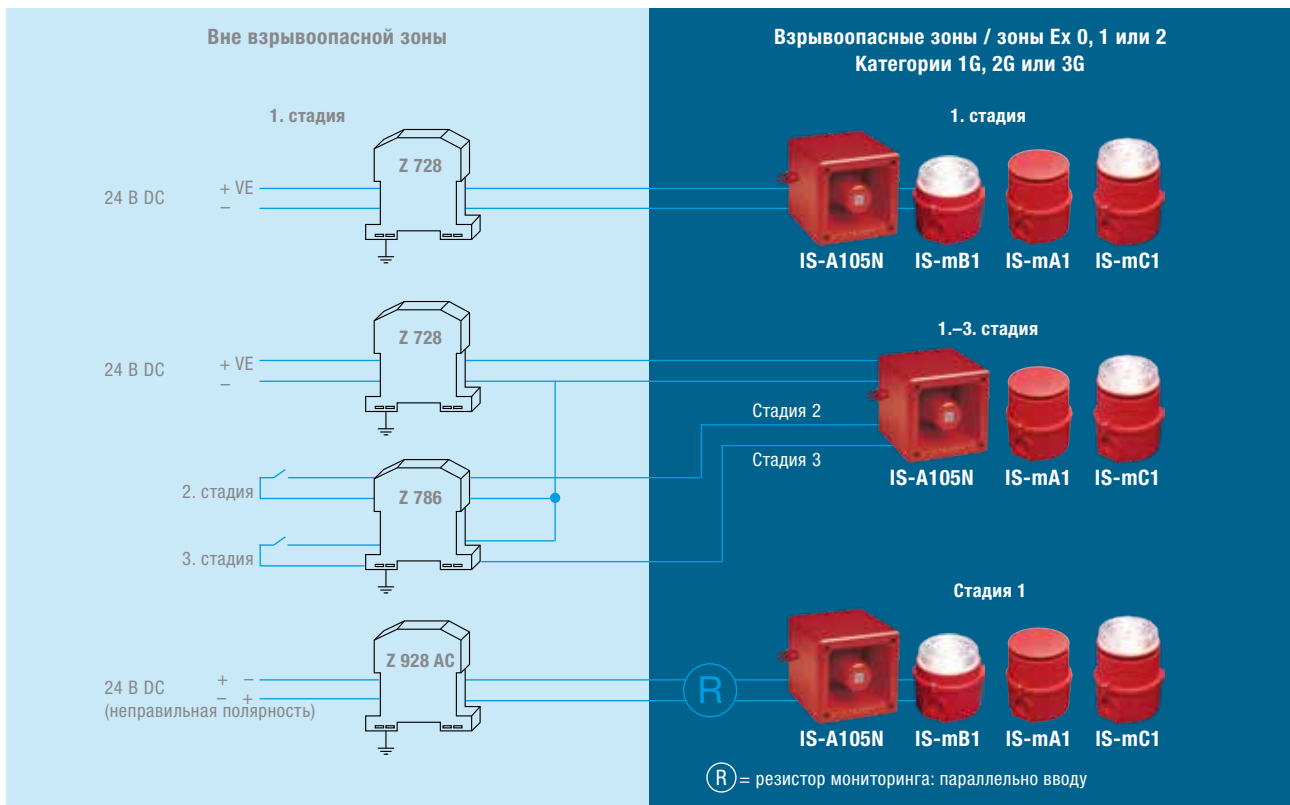 Вне взрывоопасной зоны
Взрывоопасные зоны / зоны Ex 0, 1 или 2
Категории 1G, 2G или 3G
1. стадия
1. стадия
Z 728
24 В DC
+ VE
–
IS-A105N
IS-mB1
IS-mA1
IS-mC1
1.–3. стадия
Z 728
24 В DC
+ VE
–
Стадия 2
Стадия 3
IS-A105N
IS-mA1
IS-mC1
2. стадия
Z 786
3. стадия
Стадия 1
Z 928 AC
24 В DC
(неправильная полярность)
+ –
– +
R
IS-A105N
IS-mB1
IS-mA1
IS-mC1
R = резистор мониторинга: параллельно вводу